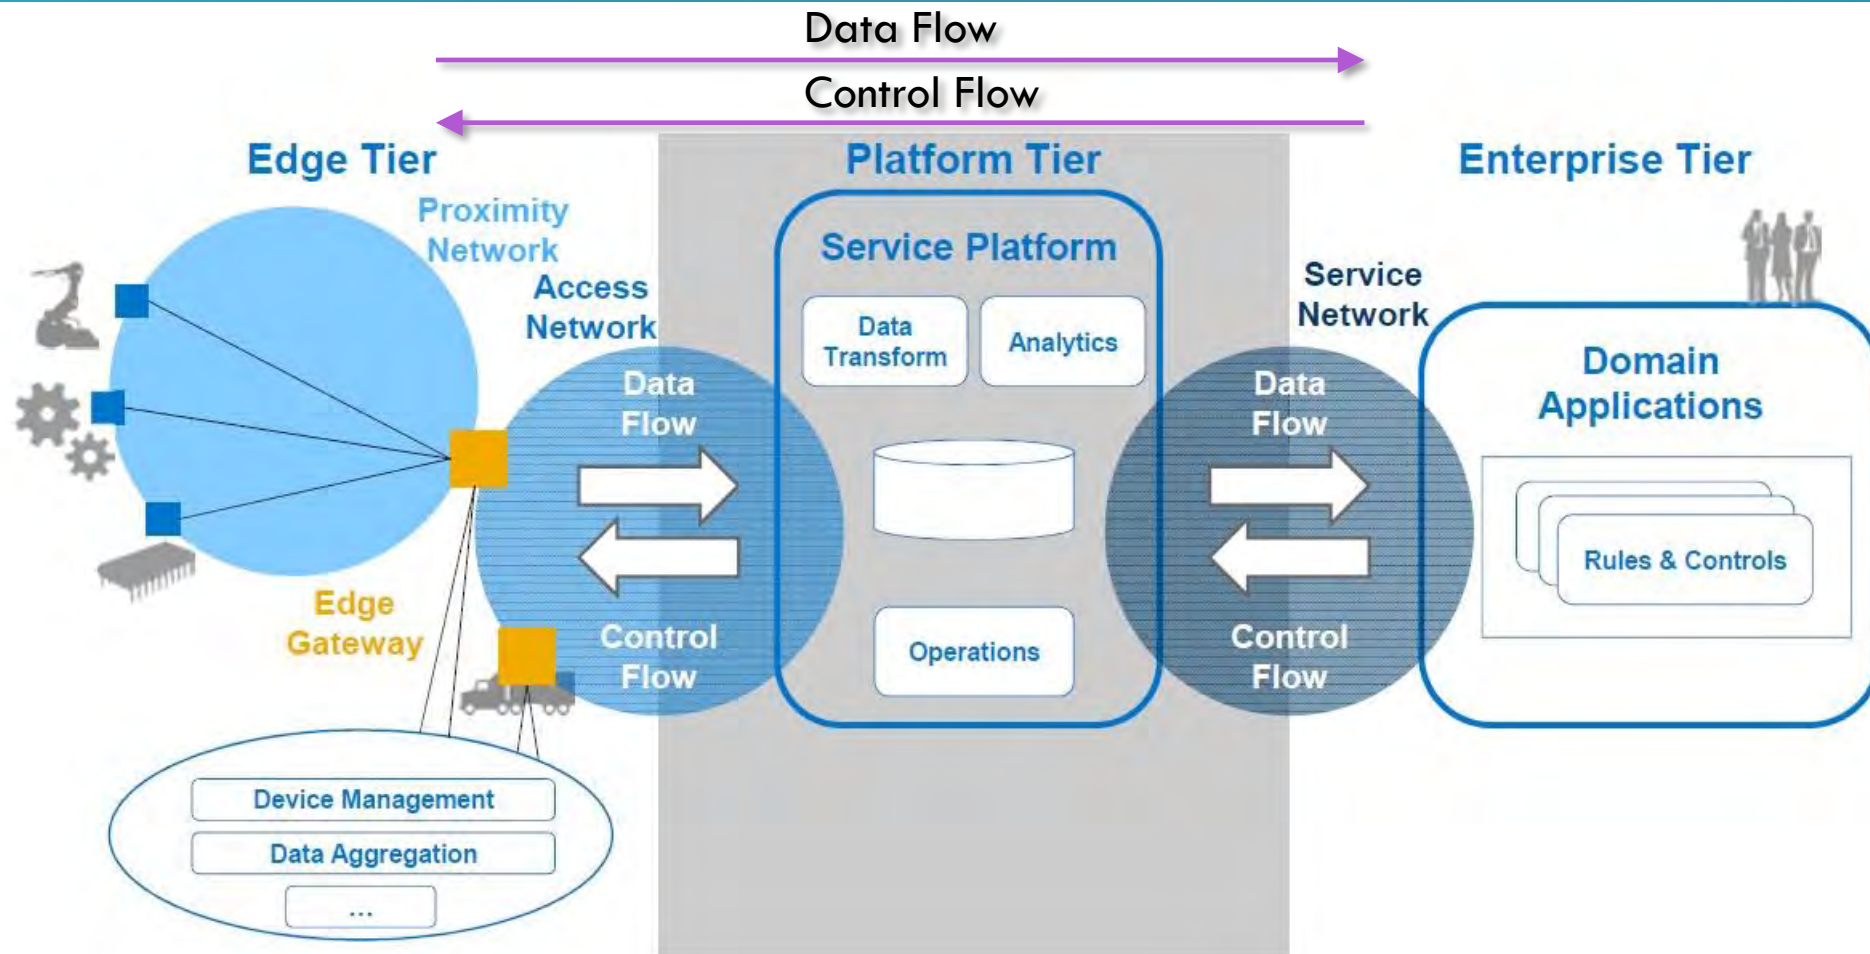 Data Flow
Control Flow
Edge Tier
Platform Tier
Enterprise Tier
Proximity
Network
Access
Network
Service Platform
Data
Transform
Analytics
Operations
Service
Network
Domain
Applications
Rules & Controls
Data
Flow
Control
Flow
Data
Flow
Control
Flow
Edge
Gateway
Device Management
Data Aggregation
...